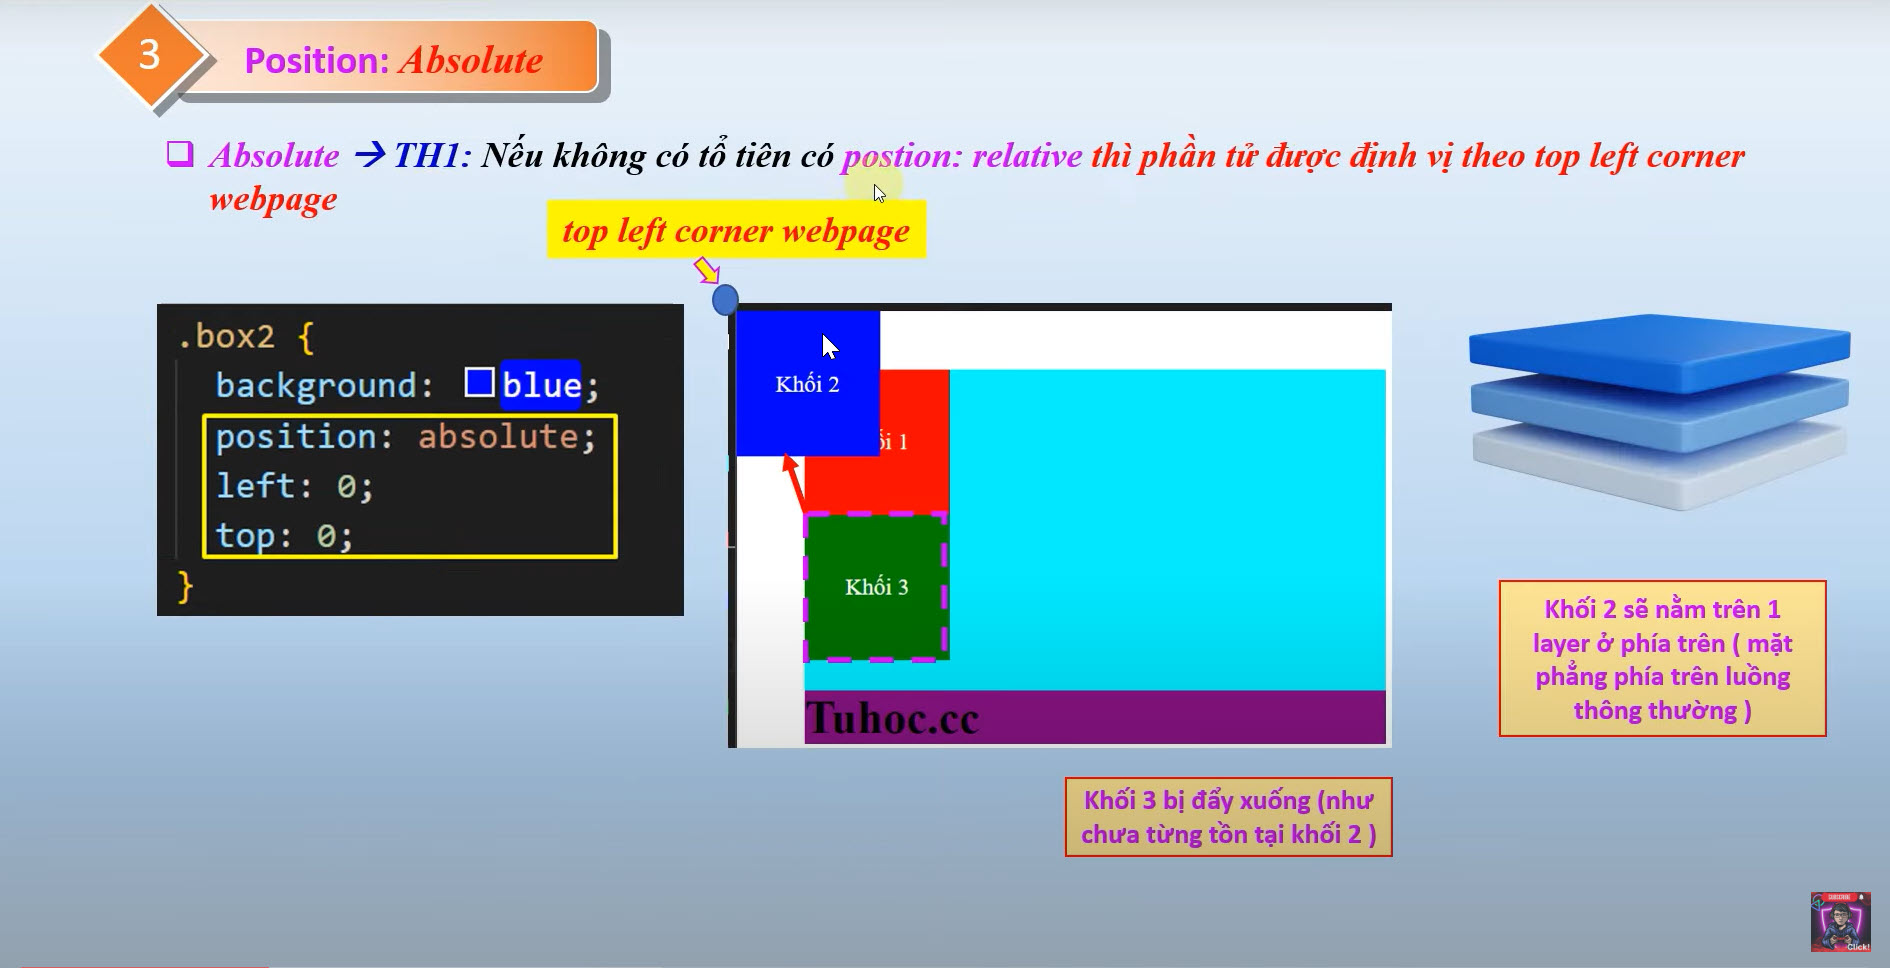 3
Position: Absolute
Absolute → TH1: Nếu không có tổ tiên có postion: relative thì phần tử được định vị theo top left corner
webpage
top left corner webpage
.box2 {
background: blue;
position: absolute;
left: 0;
top: 0;
}
Khối 2
ối 1
Khối 3
Tuhoc.cc
Khối 2 sẽ nằm trên 1
layer ở phía trên ( mặt
phẳng phía trên luồng
thông thường )
Khối 3 bị đẩy xuống (như
chưa từng tồn tại khối 2 )
Click!